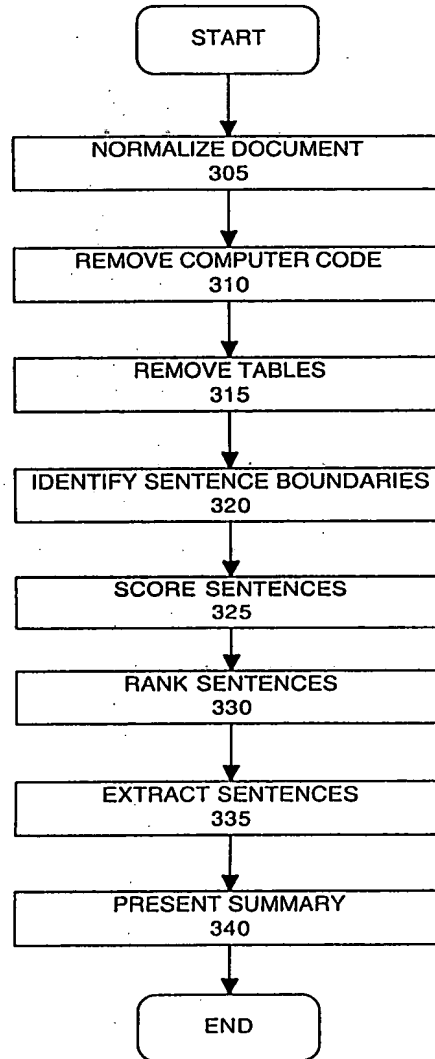 START
NORMALIZE DOCUMENT
305
REMOVE COMPUTER CODE
310
REMOVE TABLES
315
IDENTIFY SENTENCE BOUNDARIES
320
SCORE SENTENCES
325
RANK SENTENCES
330
EXTRACT SENTENCES
335
PRESENT SUMMARY
340
END